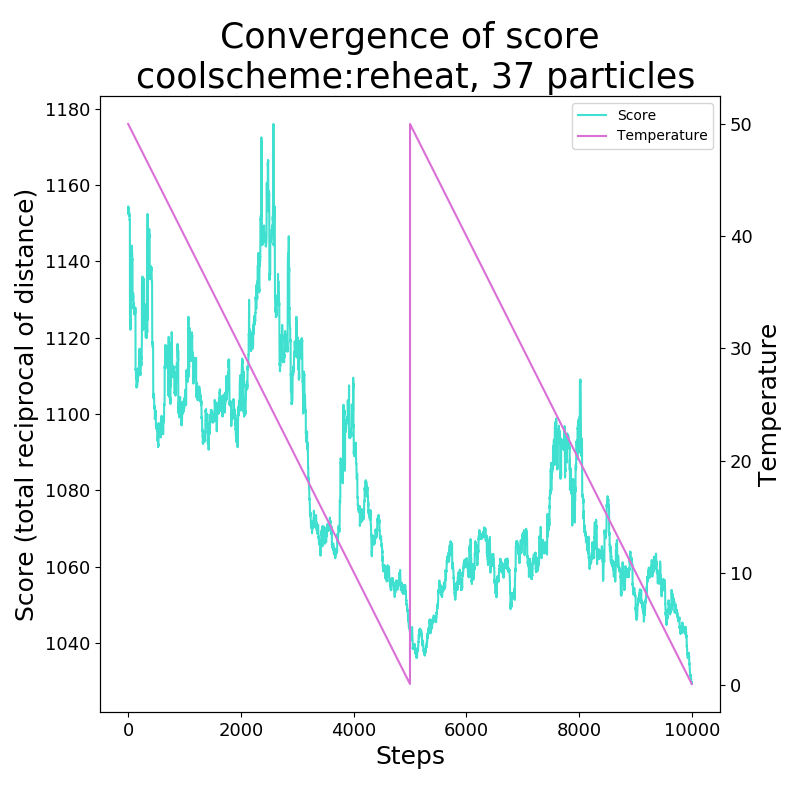 Convergence of score
coolscheme:reheat, 37 particles
Score
Temperature
1180
1160
1140
1120
1100
1080
1060
1040
Score (total reciprocal of distance)
50
40
30
20
10
0
Temperature
0 2000 4000 6000 8000 10000
Steps